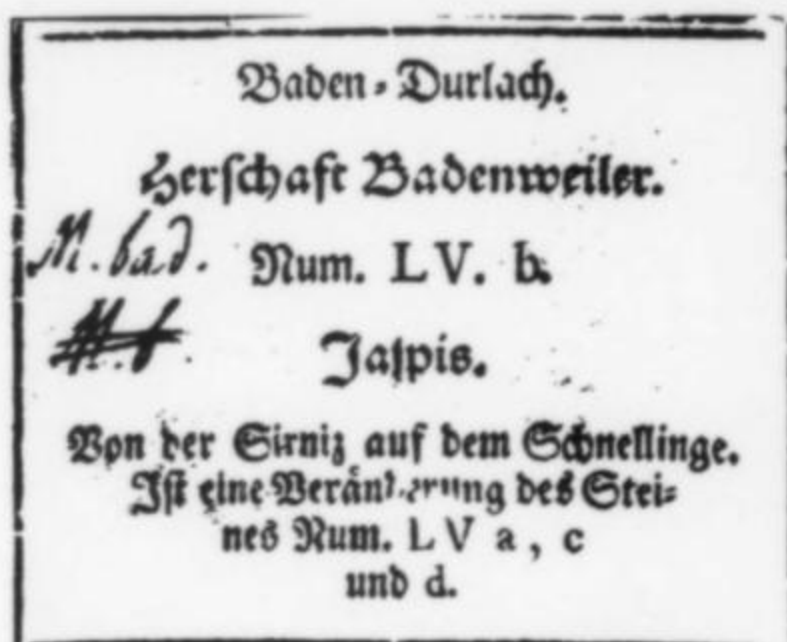 Baden-Durlach.
Herschaft Badenweiler.
M. bad. Num. LV. b.
Jaspis.
Von der Sirniz auf dem Schnellinge.
Ist eine Veränderung des Stei-
nes Num. LV a, c
und d.